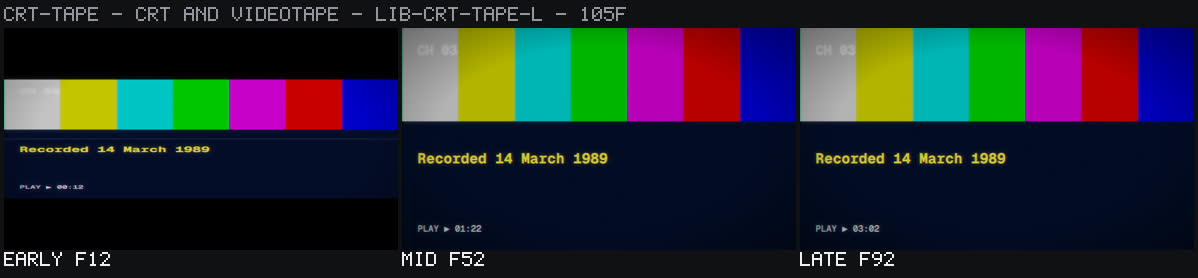 CRT-TAPE — CRT AND VIDEOTAPE — LIB-CRT-TAPE-L — 105F
Recorded 14 March 1989
PLAY ► 00:12
EARLY F12
CH 03
Recorded 14 March 1989
PLAY ► 01:22
MID F52
CH 03
Recorded 14 March 1989
PLAY ► 03:02
LATE F92